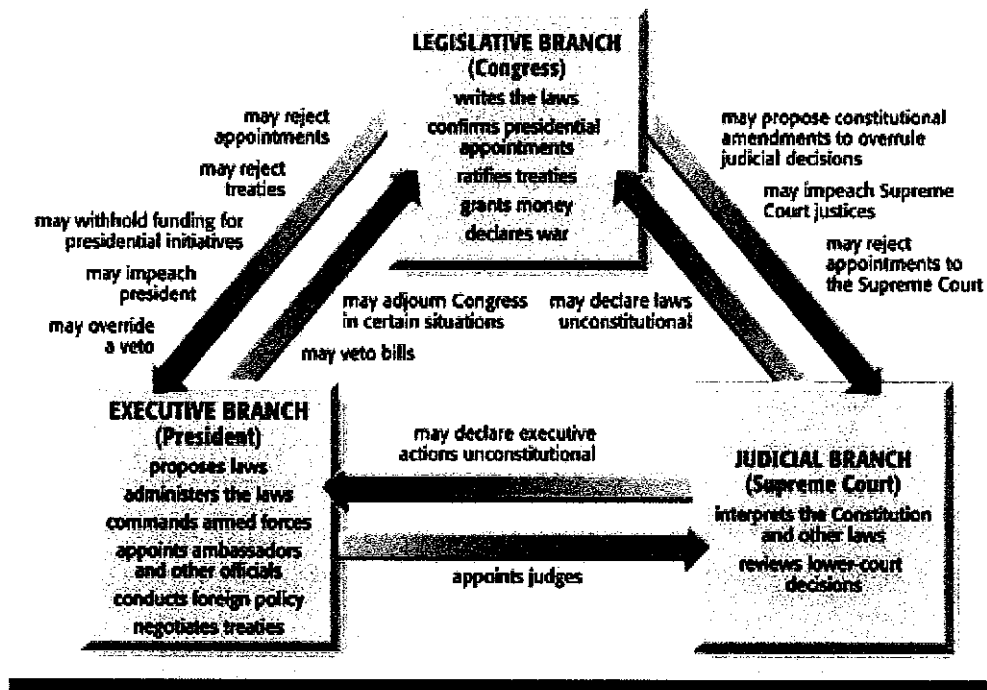 LEGISLATIVE BRANCH
(Congress)
writes the laws
confirms presidential
appointments
ratifies treaties
grants money
declares war
may reject
appointments
may reject
treaties
may withhold funding for
presidential initiatives
may impeach
president
may override
a veto
may adjourn Congress
in certain situations
may veto bills
may declare laws
unconstitutional
may propose constitutional
amendments to overrule
judicial decisions
may impeach Supreme
Court justices
may reject
appointments to
the Supreme Court
EXECUTIVE BRANCH
(President)
proposes laws
administers the laws
commands armed forces
appoints ambassadors
and other officials
conducts foreign policy
negotiates treaties
may declare executive
actions unconstitutional
appoints judges
JUDICIAL BRANCH
(Supreme Court)
interprets the Constitution
and other laws
reviews lower-court
decisions